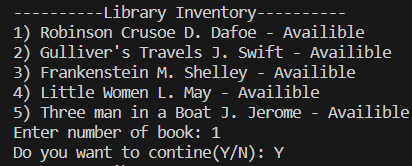 ----------Library Inventory----------
1) Robinson Crusoe D. Dafoe - Availible
2) Gulliver's Travels J. Swift - Availible
3) Frankenstein M. Shelley - Availible
4) Little Women L. May - Availible
5) Three man in a Boat J. Jerome - Availible
Enter number of book: 1
Do you want to contine(Y/N): Y